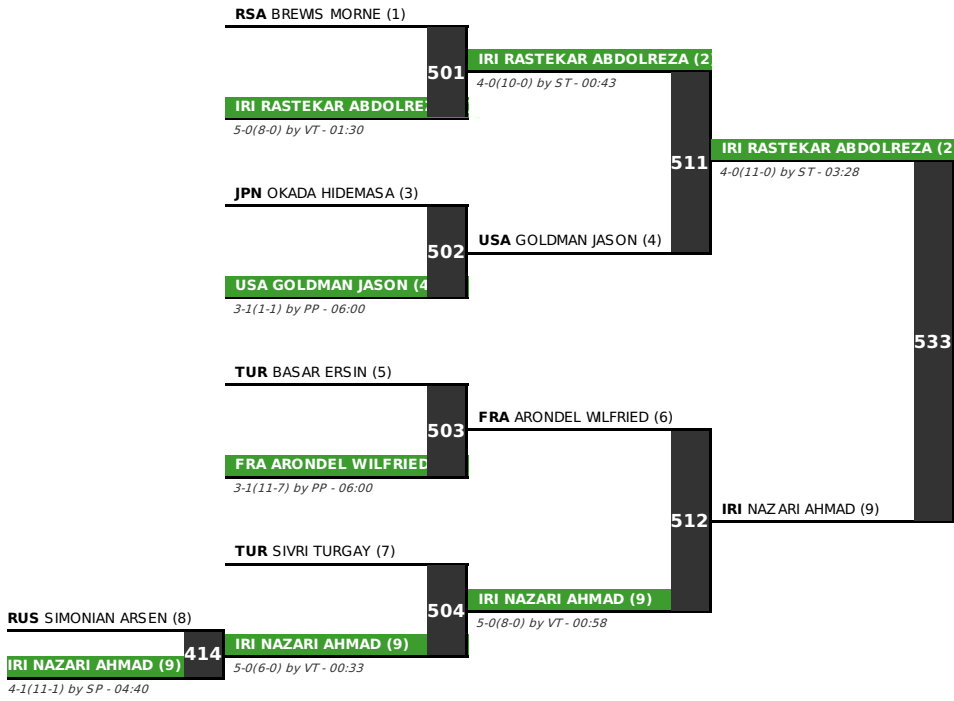 RSA BREWIS MORNE (1)
501
IRI RASTEKAR ABDOLREZ
5-0(8-0) by VT - 01:30
IRI RASTEKAR ABDOLREZA (2
4-0(10-0) by ST - 00:43
JPN OKADA HIDEMASA (3)
502
USA GOLDMAN JASON (4
3-1(1-1) by PP - 06:00
USA GOLDMAN JASON (4)
511
IRI RASTEKAR ABDOLREZA (2
4-0(11-0) by ST - 03:28
TUR BASAR ERSIN (5)
503
FRA ARONDEL WILFRIED
3-1(11-7) by PP - 06:00
FRA ARONDEL WILFRIED (6)
512
533
IRI NAZARI AHMAD (9)
TUR SIVRI TURGAY (7)
504
IRI NAZARI AHMAD (9)
5-0(8-0) by VT - 00:58
RUS SIMONIAN ARSEN (8)
414
IRI NAZARI AHMAD (9)
4-1(11-1) by SP - 04:40
IRI NAZARI AHMAD (9)
5-0(6-0) by VT - 00:33